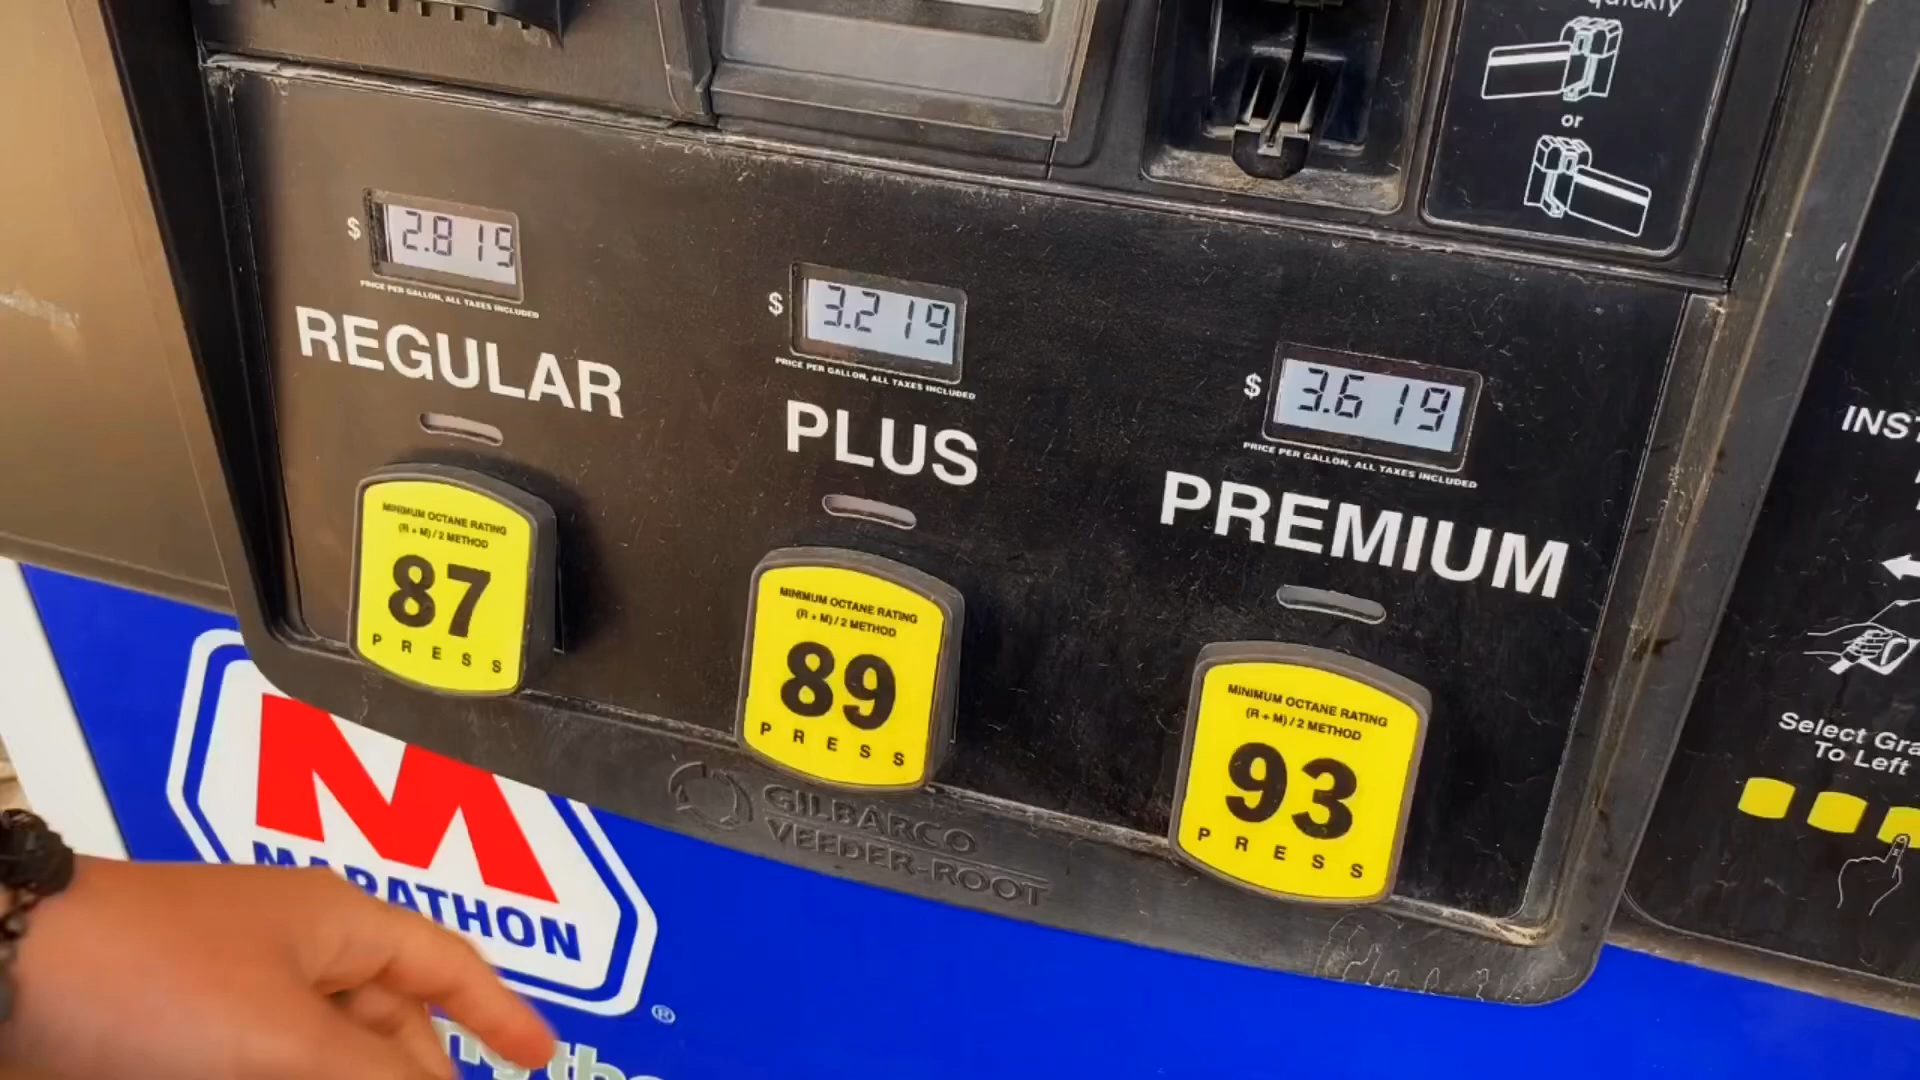 quickly
or
$ 2.819
PRICE PER GALLON, ALL TAXES INCLUDED
REGULAR
MINIMUM OCTANE RATING
(R + M) / 2 METHOD
87
PRESS
$ 3.219
PRICE PER GALLON, ALL TAXES INCLUDED
PLUS
MINIMUM OCTANE RATING
(R + M) / 2 METHOD
89
PRESS
$ 3.619
PRICE PER GALLON, ALL TAXES INCLUDED
PREMIUM
MINIMUM OCTANE RATING
(R + M) / 2 METHOD
93
PRESS
INST
Select Gra
To Left
GILBARCO
VEEDER-ROOT
M
MARATHON
®